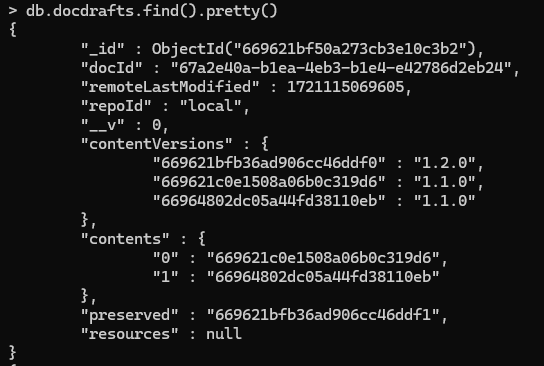 > db.docdrafts.find().pretty()
{
        "_id" : ObjectId("669621bf50a273cb3e10c3b2"),
        "docId" : "67a2e40a-b1ea-4eb3-b1e4-e42786d2eb24",
        "remoteLastModified" : 1721115069605,
        "repoId" : "local",
        "__v" : 0,
        "contentVersions" : {
                "669621bfb36ad906cc46ddf0" : "1.2.0",
                "669621c0e1508a06b0c319d6" : "1.1.0",
                "66964802dc05a44fd38110eb" : "1.1.0"
        },
        "contents" : {
                "0" : "669621c0e1508a06b0c319d6",
                "1" : "66964802dc05a44fd38110eb"
        },
        "preserved" : "669621bfb36ad906cc46ddf1",
        "resources" : null
}